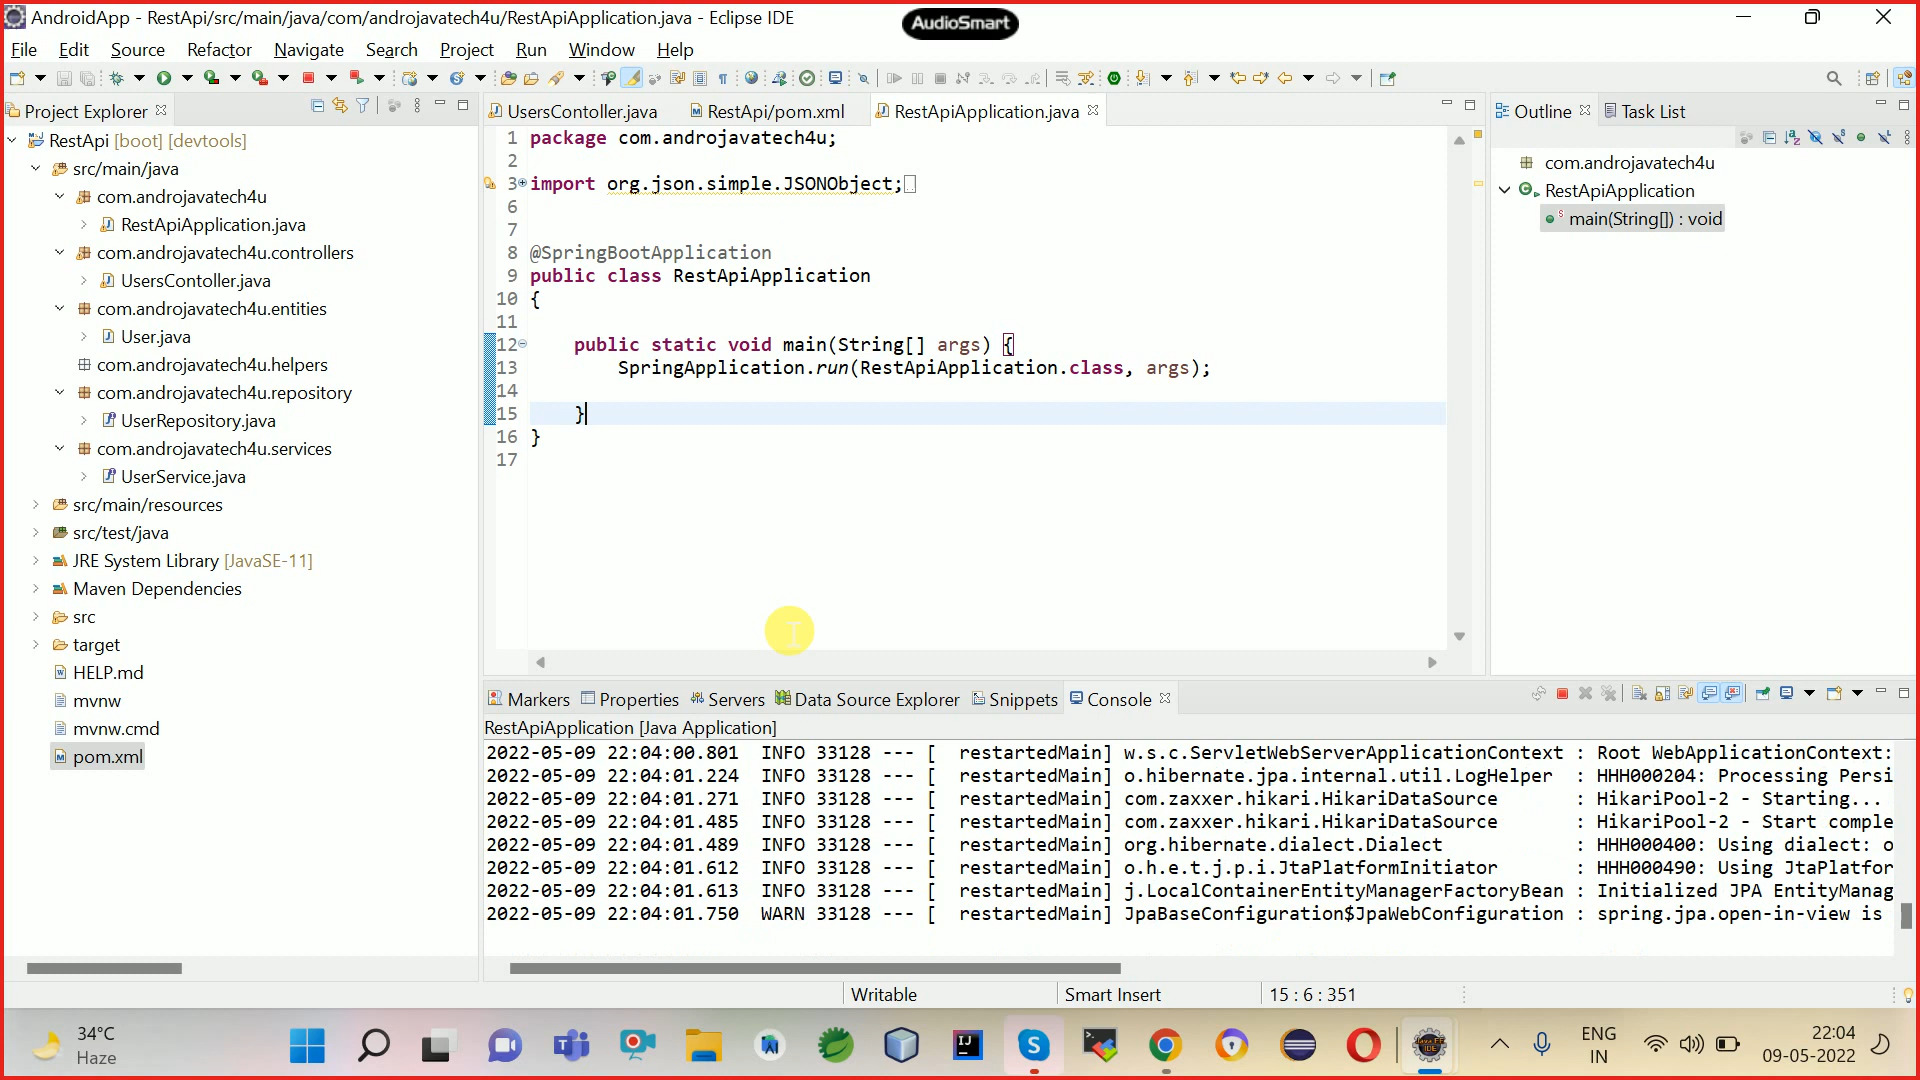 AndroidApp - RestApi/src/main/java/com/androjavatech4u/RestApiApplication.java - Eclipse IDE
AudioSmart
File Edit Source Refactor Navigate Search Project Run Window Help
Project Explorer
RestApi [boot] [devtools]
src/main/java
com.androjavatech4u
RestApiApplication.java
com.androjavatech4u.controllers
UsersContoller.java
com.androjavatech4u.entities
User.java
com.androjavatech4u.helpers
com.androjavatech4u.repository
UserRepository.java
com.androjavatech4u.services
UserService.java
src/main/resources
src/test/java
JRE System Library [JavaSE-11]
Maven Dependencies
src
target
HELP.md
mvnw
mvnw.cmd
pom.xml
UsersContoller.java RestApi/pom.xml RestApiApplication.java
1 package com.androjavatech4u;
2
3 import org.json.simple.JSONObject;
6
7
8 @SpringBootApplication
9 public class RestApiApplication
10 {
11
12 public static void main(String[] args) {
13 SpringApplication.run(RestApiApplication.class, args);
14
15 }
16 }
17
Outline Task List
com.androjavatech4u
RestApiApplication
main(String[]) : void
Markers Properties Servers Data Source Explorer Snippets Console
RestApiApplication [Java Application]
2022-05-09 22:04:00.801 INFO 33128 --- [ restartedMain] w.s.c.ServletWebServerApplicationContext : Root WebApplicationContext:
2022-05-09 22:04:01.224 INFO 33128 --- [ restartedMain] o.hibernate.jpa.internal.util.LogHelper : HHH000204: Processing Persi
2022-05-09 22:04:01.271 INFO 33128 --- [ restartedMain] com.zaxxer.hikari.HikariDataSource : HikariPool-2 - Starting...
2022-05-09 22:04:01.485 INFO 33128 --- [ restartedMain] com.zaxxer.hikari.HikariDataSource : HikariPool-2 - Start comple
2022-05-09 22:04:01.489 INFO 33128 --- [ restartedMain] org.hibernate.dialect.Dialect : HHH000400: Using dialect: o
2022-05-09 22:04:01.612 INFO 33128 --- [ restartedMain] o.h.e.t.j.p.i.JtaPlatformInitiator : HHH000490: Using JtaPlatfor
2022-05-09 22:04:01.613 INFO 33128 --- [ restartedMain] j.LocalContainerEntityManagerFactoryBean : Initialized JPA EntityManag
2022-05-09 22:04:01.750 WARN 33128 --- [ restartedMain] JpaBaseConfiguration$JpaWebConfiguration : spring.jpa.open-in-view is
Writable Smart Insert 15 : 6 : 351
34°C
Haze
ENG
IN
22:04
09-05-2022